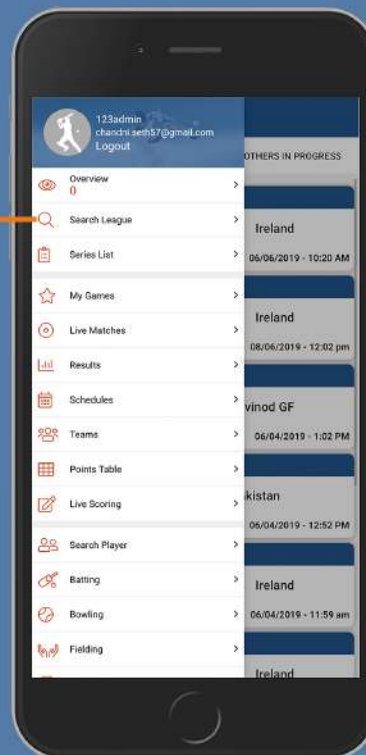 123admin
chandni.sesh57@gmail.com
Logout
OTHERS IN PROGRESS
Overview
0
Search League
Ireland
Series List
06/06/2019 - 10:20 AM
My Games
Ireland
Live Matches
08/06/2019 - 12:02 pm
Results
Schedules
vinod GF
Teams
06/04/2019 - 1:02 PM
Points Table
kistan
Live Scoring
06/04/2019 - 12:52 PM
Search Player
Batting
Ireland
Bowling
06/04/2019 - 11:59 am
Fielding
Ireland